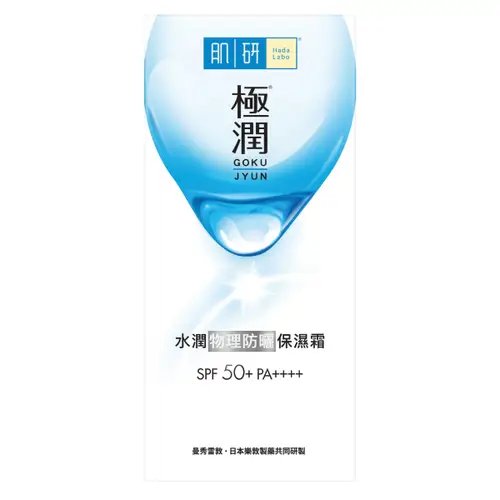 肌研 Hada Labo
極潤®
GOKU
JYUN
水潤物理防曬保濕霜
SPF 50+ PA++++
曼秀雷敦・日本樂敦製藥共同研製